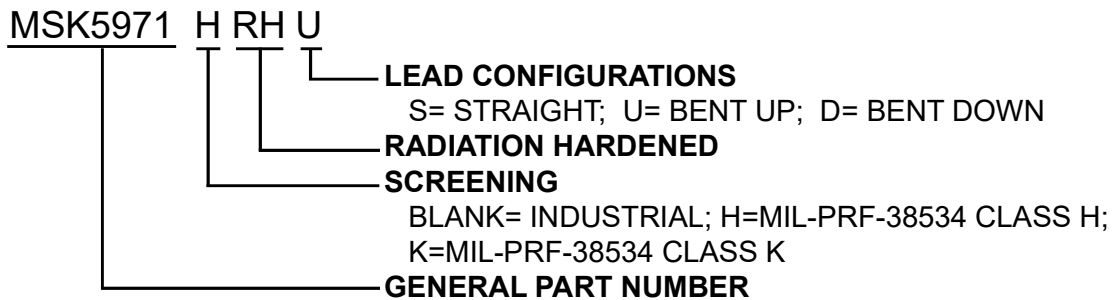 MSK5971 H RH U
LEAD CONFIGURATIONS
S= STRAIGHT; U= BENT UP; D= BENT DOWN
RADIATION HARDENED
SCREENING
BLANK= INDUSTRIAL; H=MIL-PRF-38534 CLASS H;
K=MIL-PRF-38534 CLASS K
GENERAL PART NUMBER